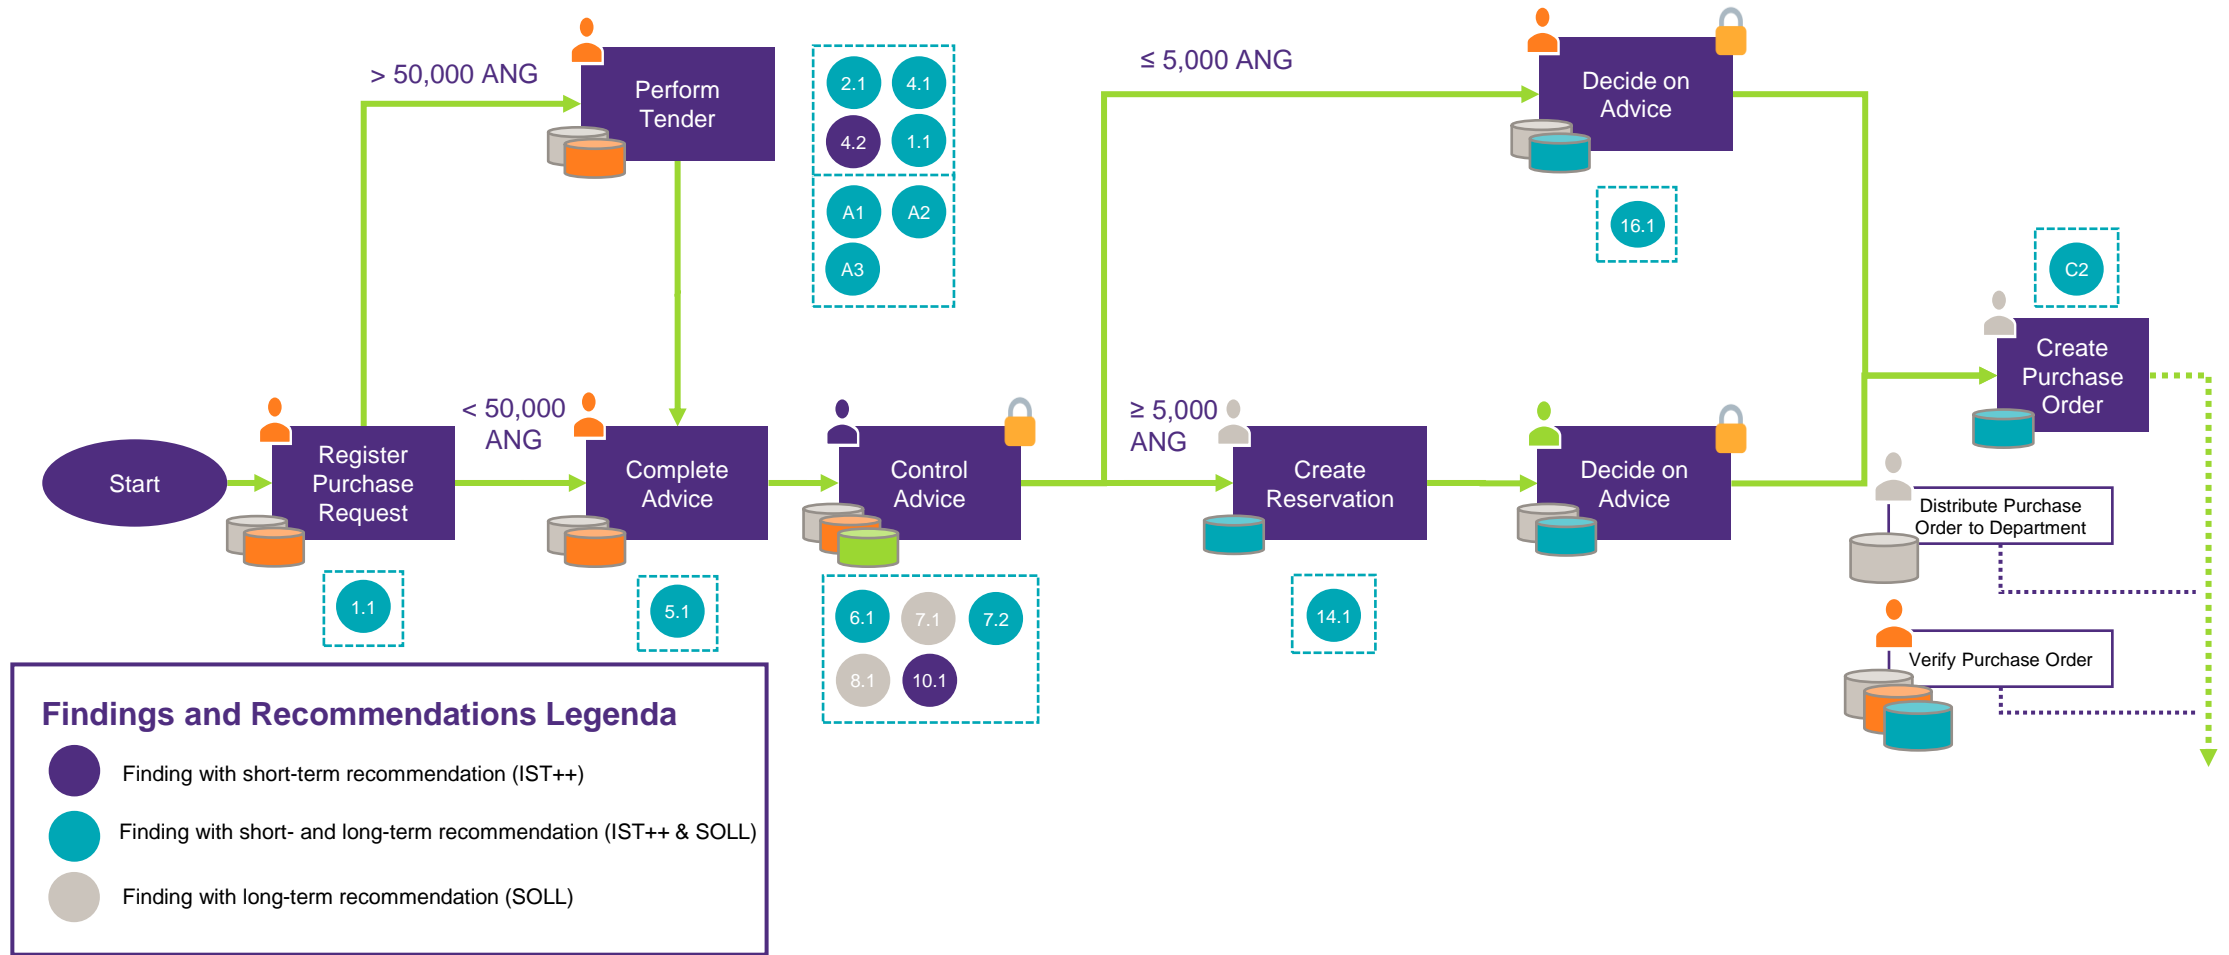 > 50,000 ANG
Perform
Tender
2.1
4.1
4.2
1.1
A1
A2
A3
≤ 5,000 ANG
Decide on
Advice
16.1
C2
Create
Purchase
Order
Start
Register
Purchase
Request
1.1
< 50,000
ANG
Complete
Advice
5.1
Control
Advice
6.1
7.1
7.2
8.1
10.1
≥ 5,000
ANG
Create
Reservation
14.1
Decide on
Advice
Distribute Purchase
Order to Department
Verify Purchase Order
Findings and Recommendations Legenda
Finding with short-term recommendation (IST++)
Finding with short- and long-term recommendation (IST++ & SOLL)
Finding with long-term recommendation (SOLL)